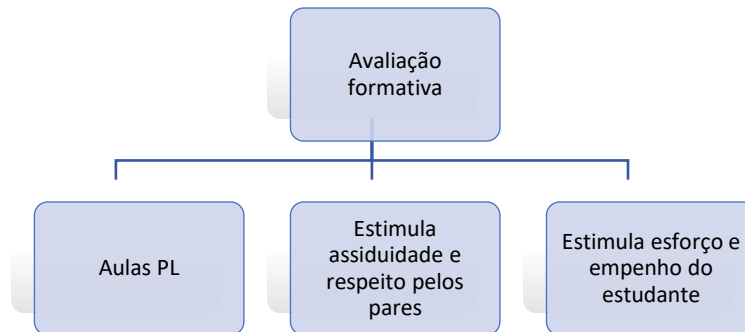 Avaliação
formativa
Aulas PL
Estimula
assiduidade e
respeito pelos
pares
Estimula esforço e
empenho do
estudante